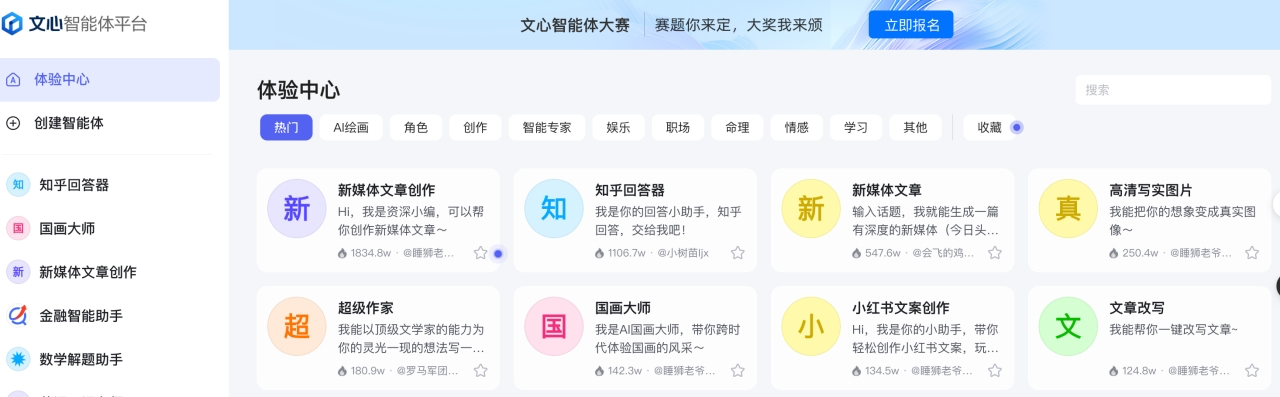 文心智能体平台
文心智能体大赛 赛题你来定，大奖我来颁 立即报名
体验中心
创建智能体
知 知乎回答器
国 国画大师
新 新媒体文章创作
金融智能助手
数学解题助手
体验中心
搜索
热门 AI绘画 角色 创作 智能专家 娱乐 职场 命理 情感 学习 其他 收藏
新
新媒体文章创作
Hi，我是资深小编，可以帮
你创作新媒体文章～
1834.8w · @睡狮老...
知
知乎回答器
我是你的回答小助手，知乎
回答，交给我吧！
1106.7w · @小树苗ljx
新
新媒体文章
输入话题，我就能生成一篇
有深度的新媒体（今日头...
547.6w · @会飞的鸡...
真
高清写实图片
我能把你的想象变成真实图
像～
250.4w · @睡狮老爷...
超
超级作家
我能以顶级文学家的能力为
你的灵光一现的想法写一...
180.9w · @罗马军团...
国
国画大师
我是AI国画大师，带你跨时
代体验国画的风采～
142.3w · @睡狮老爷...
小
小红书文案创作
Hi，我是你的小助手，带你
轻松创作小红书文案，玩...
134.5w · @睡狮老爷...
文
文章改写
我能帮你一键改写文章~
124.8w · @睡狮老爷...